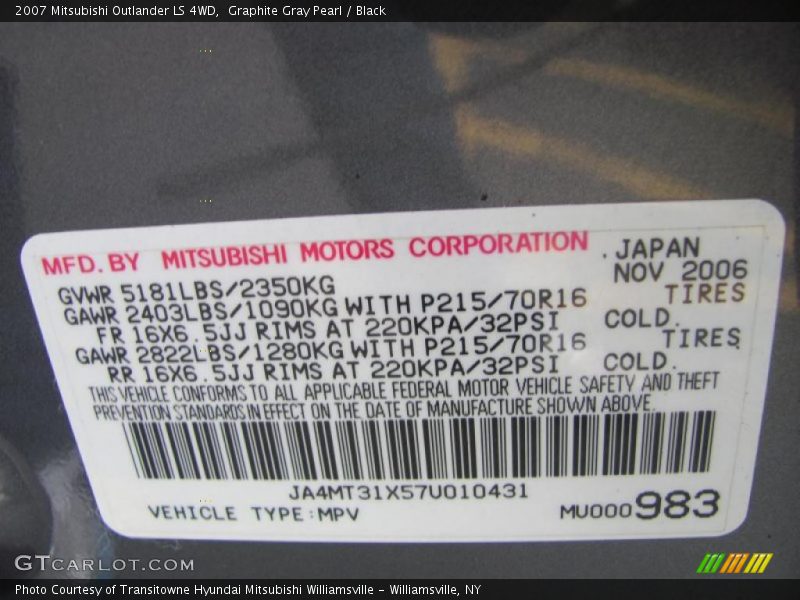 2007 Mitsubishi Outlander LS 4WD,  Graphite Gray Pearl / Black
MFD. BY MITSUBISHI MOTORS CORPORATION . JAPAN
NOV 2006
GVWR 5181LBS/2350KG
GAWR 2403LBS/1090KG WITH P215/70R16 TIRES
FR 16X6.5JJ RIMS AT 220KPA/32PSI COLD.
GAWR 2822LBS/1280KG WITH P215/70R16 TIRES
RR 16X6.5JJ RIMS AT 220KPA/32PSI COLD.
THIS VEHICLE CONFORMS TO ALL APPLICABLE FEDERAL MOTOR VEHICLE SAFETY AND THEFT
PREVENTION STANDARDS IN EFFECT ON THE DATE OF MANUFACTURE SHOWN ABOVE.
JA4MT31X57U010431
VEHICLE TYPE:MPV MU000983
GTCARLOT.COM
Photo Courtesy of Transitowne Hyundai Mitsubishi Williamsville – Williamsville, NY